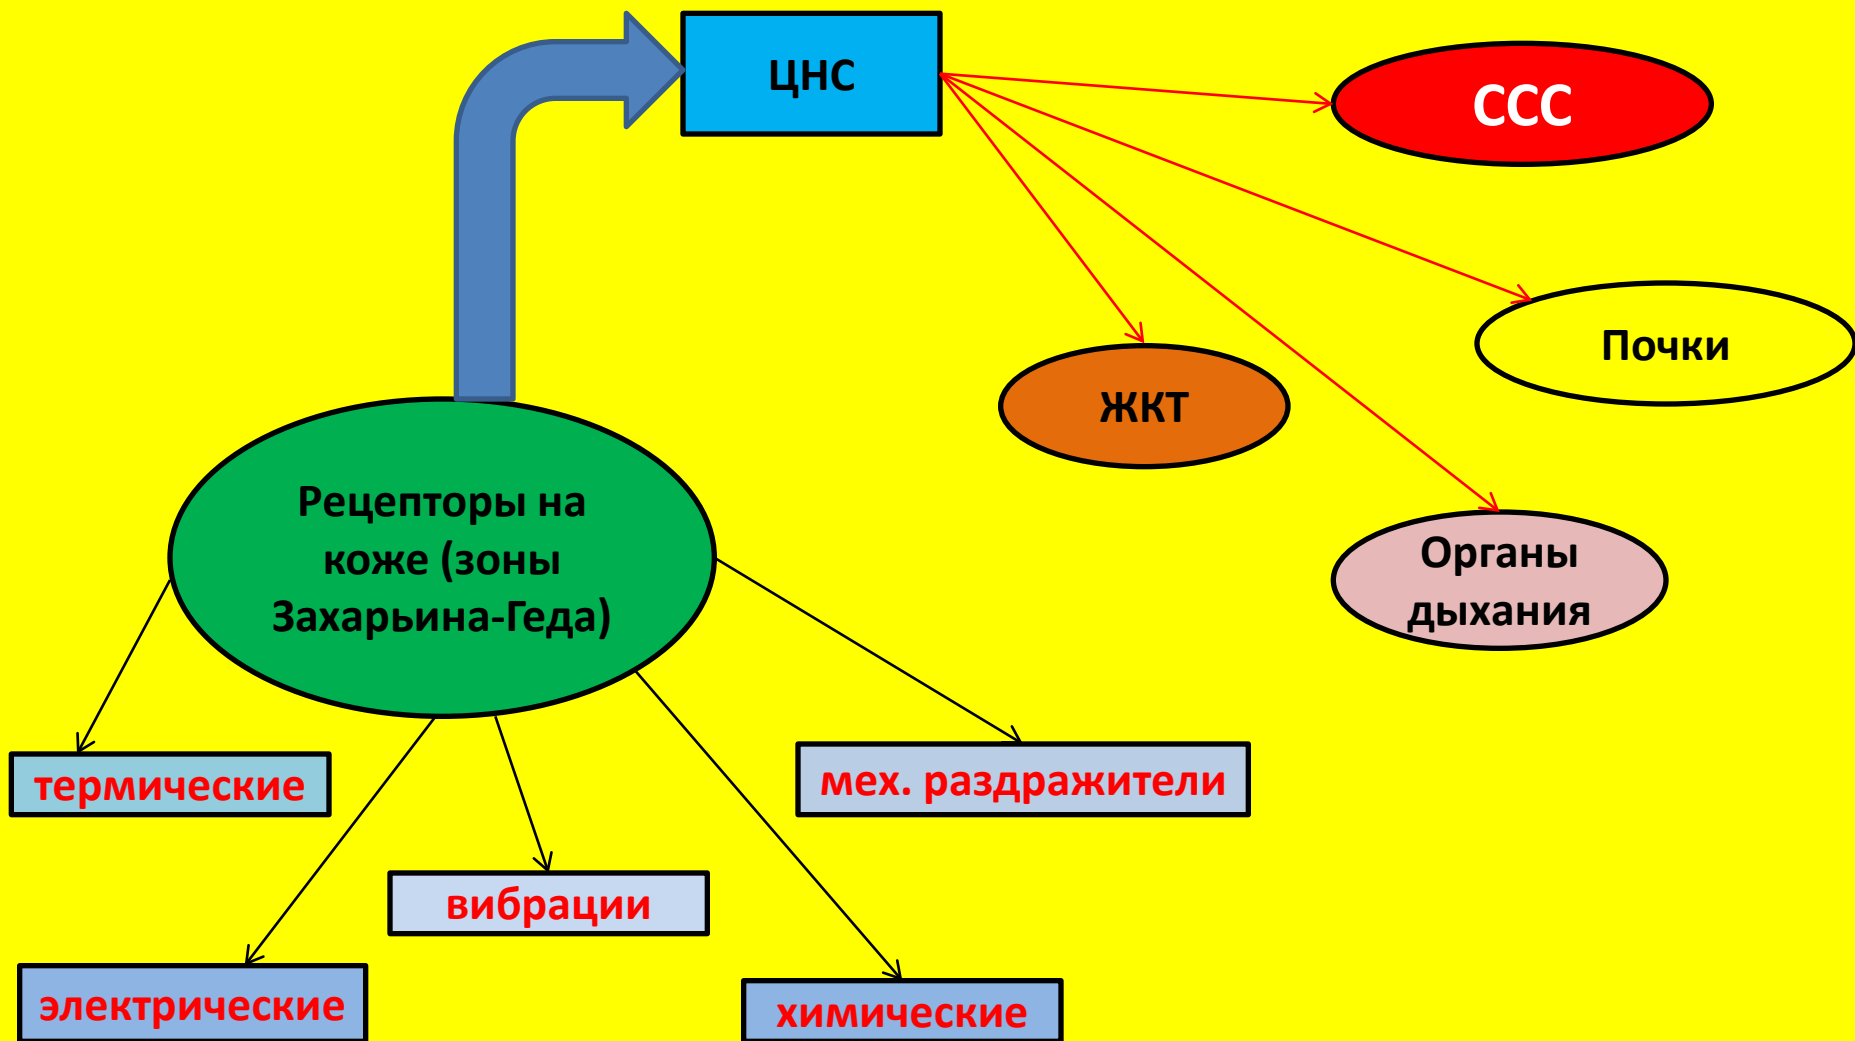 ЦНС
ССС
Почки
ЖКТ
Рецепторы на
коже (зоны
Захарьина-Геда)
Органы
дыхания
термические
мех. раздражители
вибрации
электрические
химические